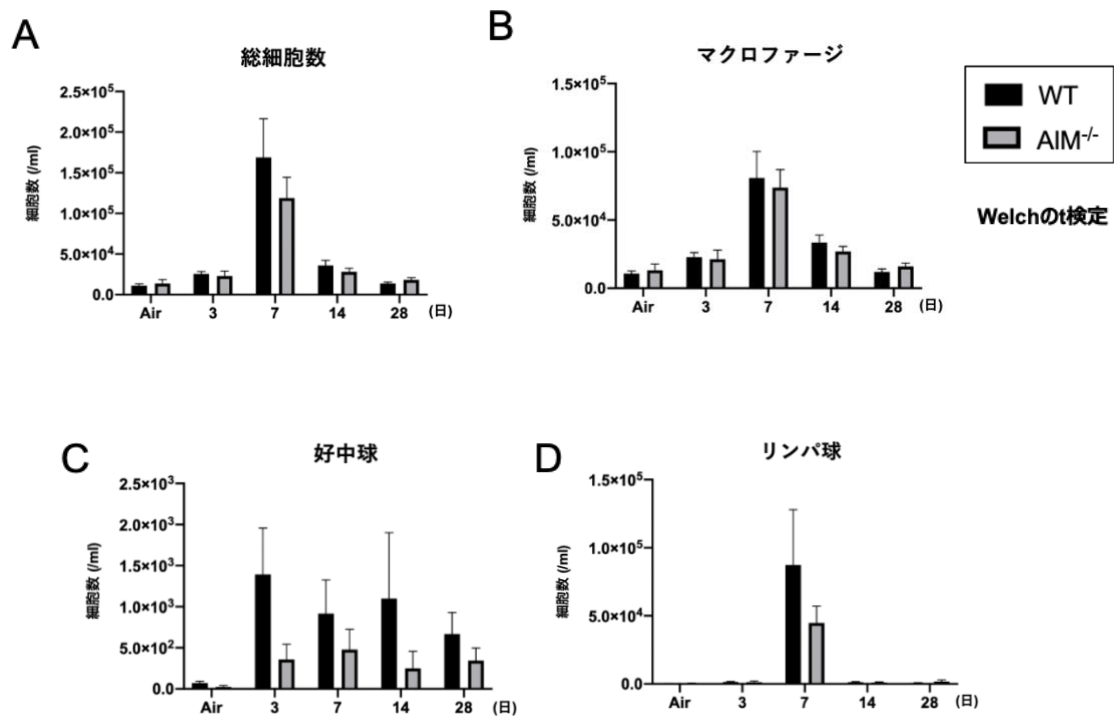 A
総細胞数
細胞数 (/ml)
2.5×10⁵
2.0×10⁵
1.5×10⁵
1.0×10⁵
5.0×10⁴
0.0
Air 3 7 14 28 (日)
B
マクロファージ
細胞数 (/ml)
1.5×10⁵
1.0×10⁵
5.0×10⁴
0.0
Air 3 7 14 28 (日)
WT
AIM⁻/⁻
Welchのt検定
C
好中球
細胞数 (/ml)
2.5×10³
2.0×10³
1.5×10³
1.0×10³
5.0×10²
0.0
Air 3 7 14 28 (日)
D
リンパ球
細胞数 (/ml)
1.5×10⁵
1.0×10⁵
5.0×10⁴
0.0
Air 3 7 14 28 (日)